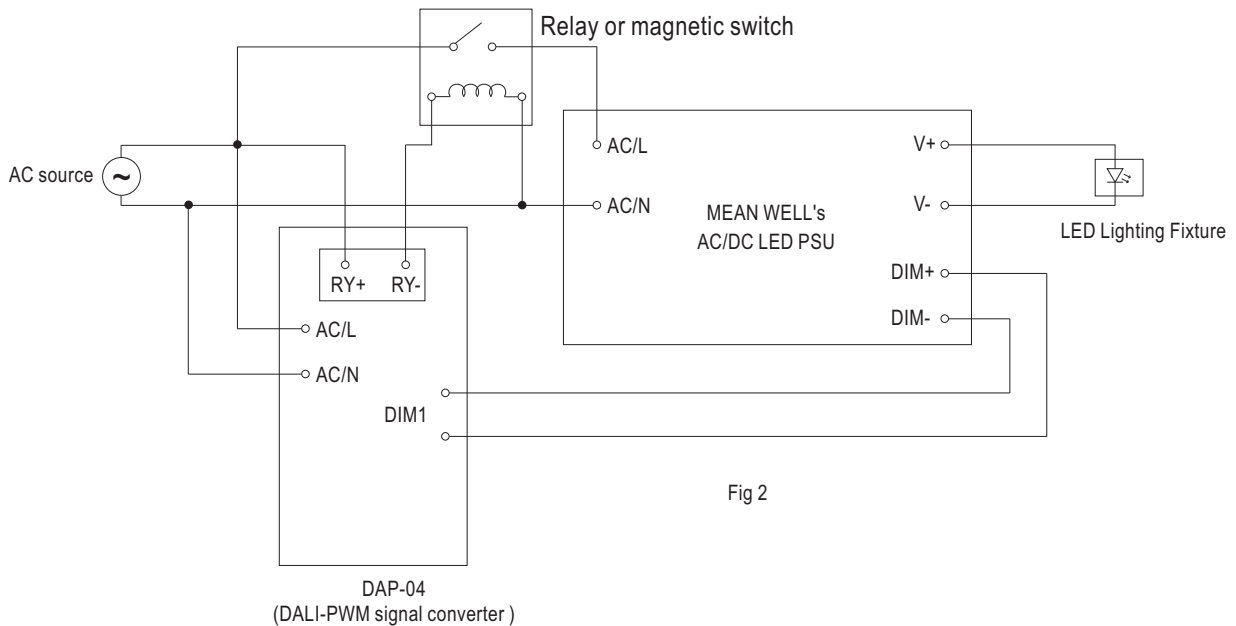 Relay or magnetic switch
AC source
~
AC/L
AC/N
MEAN WELL's
AC/DC LED PSU
V+
V-
DIM+
DIM-
LED Lighting Fixture
RY+ RY-
AC/L
AC/N
DIM1
Fig 2
DAP-04
(DALI-PWM signal converter )